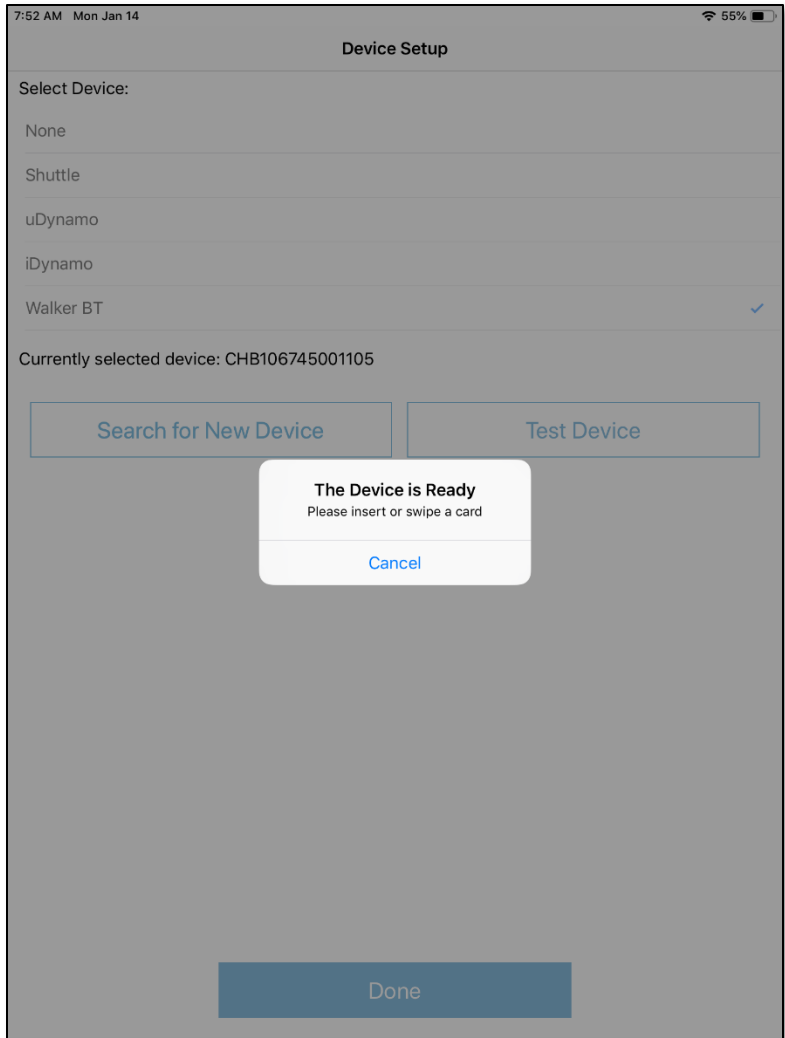 7:52 AM Mon Jan 14 55%
Device Setup
Select Device:
None
Shuttle
uDynamo
iDynamo
Walker BT
Currently selected device: CHB106745001105
Search for New Device Test Device
The Device is Ready
Please insert or swipe a card
Cancel
Done